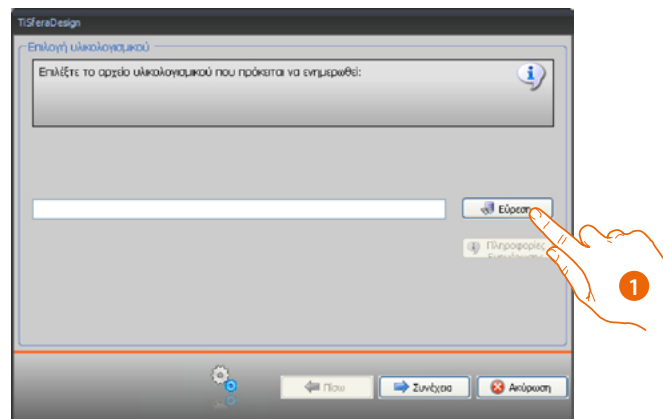 TiSferaDesign
Επιλογή υλικολογισμικού
Επιλέξτε το αρχείο υλικολογισμικού που πρόκειται να ενημερωθεί:
Εύρεση
Πληροφορίες
1
Πίσω
Συνέχεια
Ακύρωση